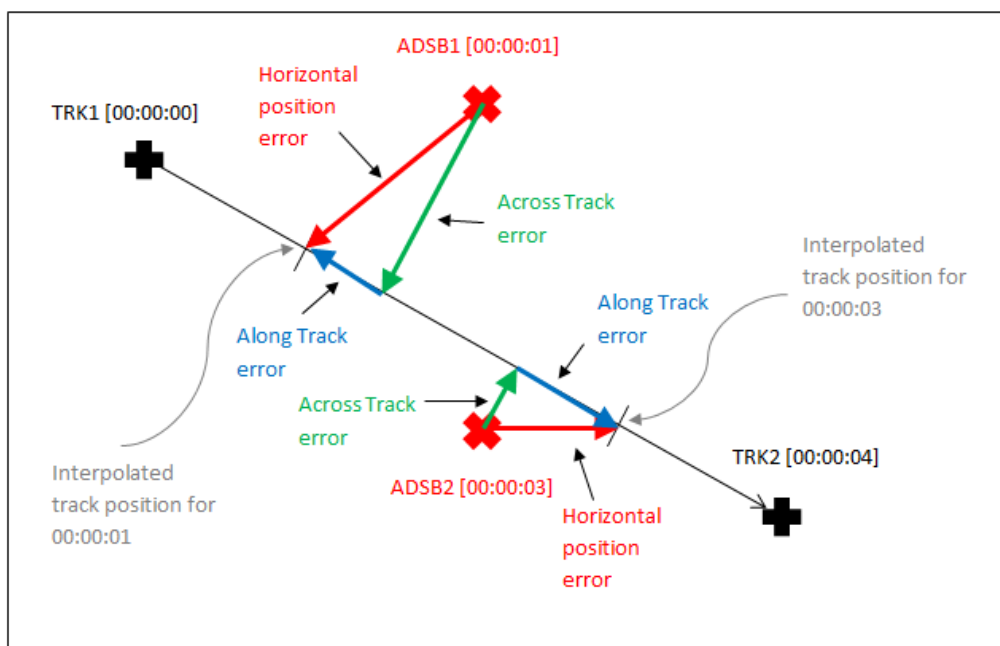 ADSB1 [00:00:01]
Horizontal
position
error
TRK1 [00:00:00]
Across Track
error
Interpolated
track position for
00:00:03
Along Track
error
Along Track
error
Across Track
error
TRK2 [00:00:04]
Interpolated
track position for
00:00:01
ADSB2 [00:00:03]
Horizontal
position
error